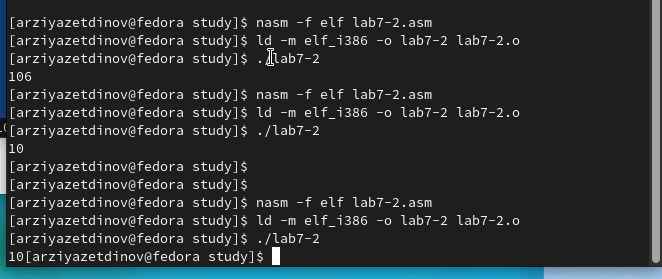 [arziyazetdinov@fedora study]$ nasm -f elf lab7-2.asm
[arziyazetdinov@fedora study]$ ld -m elf_i386 -o lab7-2 lab7-2.o
[arziyazetdinov@fedora study]$ ./lab7-2
106
[arziyazetdinov@fedora study]$ nasm -f elf lab7-2.asm
[arziyazetdinov@fedora study]$ ld -m elf_i386 -o lab7-2 lab7-2.o
[arziyazetdinov@fedora study]$ ./lab7-2
10
[arziyazetdinov@fedora study]$
[arziyazetdinov@fedora study]$
[arziyazetdinov@fedora study]$ nasm -f elf lab7-2.asm
[arziyazetdinov@fedora study]$ ld -m elf_i386 -o lab7-2 lab7-2.o
[arziyazetdinov@fedora study]$ ./lab7-2
10[arziyazetdinov@fedora study]$